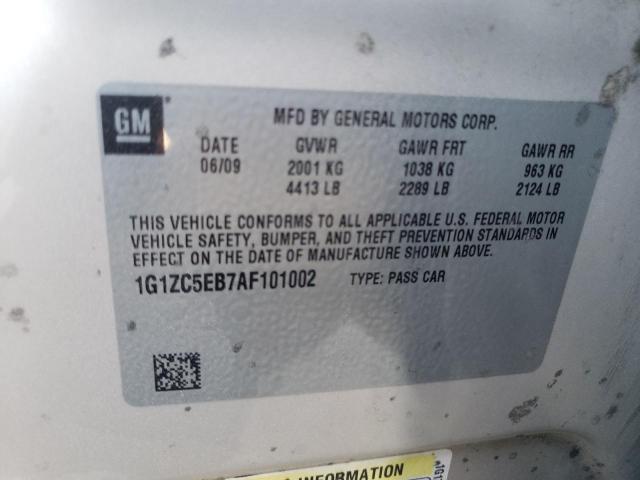 GM
MFD BY GENERAL MOTORS CORP.
DATE GVWR GAWR FRT GAWR RR
06/09 2001 KG 1038 KG 963 KG
4413 LB 2289 LB 2124 LB
THIS VEHICLE CONFORMS TO ALL APPLICABLE U.S. FEDERAL MOTOR
VEHICLE SAFETY, BUMPER, AND THEFT PREVENTION STANDARDS IN
EFFECT ON THE DATE OF MANUFACTURE SHOWN ABOVE.
1G1ZC5EB7AF101002 TYPE: PASS CAR
INFORMATION